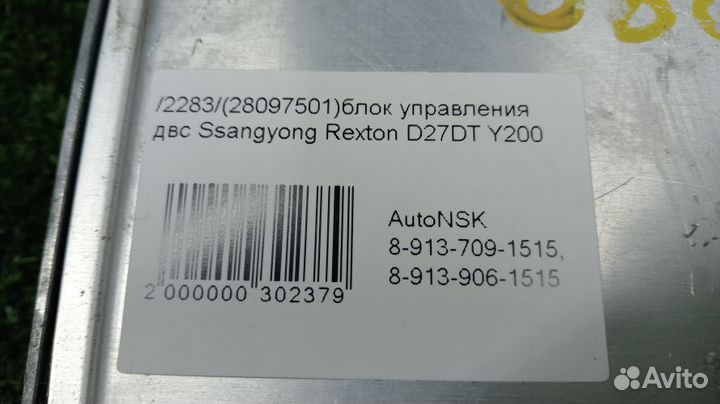 /2283/(28097501)блок управления
двс Ssangyong Rexton D27DT Y200
AutoNSK
8-913-709-1515,
8-913-906-1515
2 000000 302379
Avito